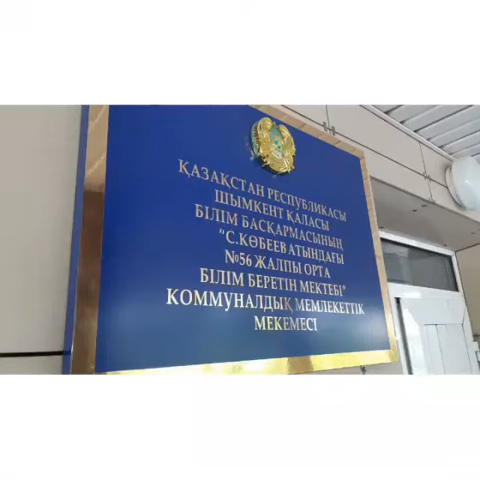 ҚАЗАҚСТАН РЕСПУБЛИКАСЫ
ШЫМКЕНТ ҚАЛАСЫ
БІЛІМ БАСҚАРМАСЫНЫҢ
"С.КӨБЕЕВ АТЫНДАҒЫ
№56 ЖАЛПЫ ОРТА
БІЛІМ БЕРЕТІН МЕКТЕБІ"
КОММУНАЛДЫҚ МЕМЛЕКЕТТІК
МЕКЕМЕСІ